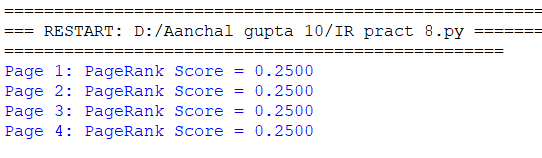 ======================================================
=== RESTART: D:/Aanchal gupta 10/IR pract 8.py =======
==================================================
Page 1: PageRank Score = 0.2500
Page 2: PageRank Score = 0.2500
Page 3: PageRank Score = 0.2500
Page 4: PageRank Score = 0.2500